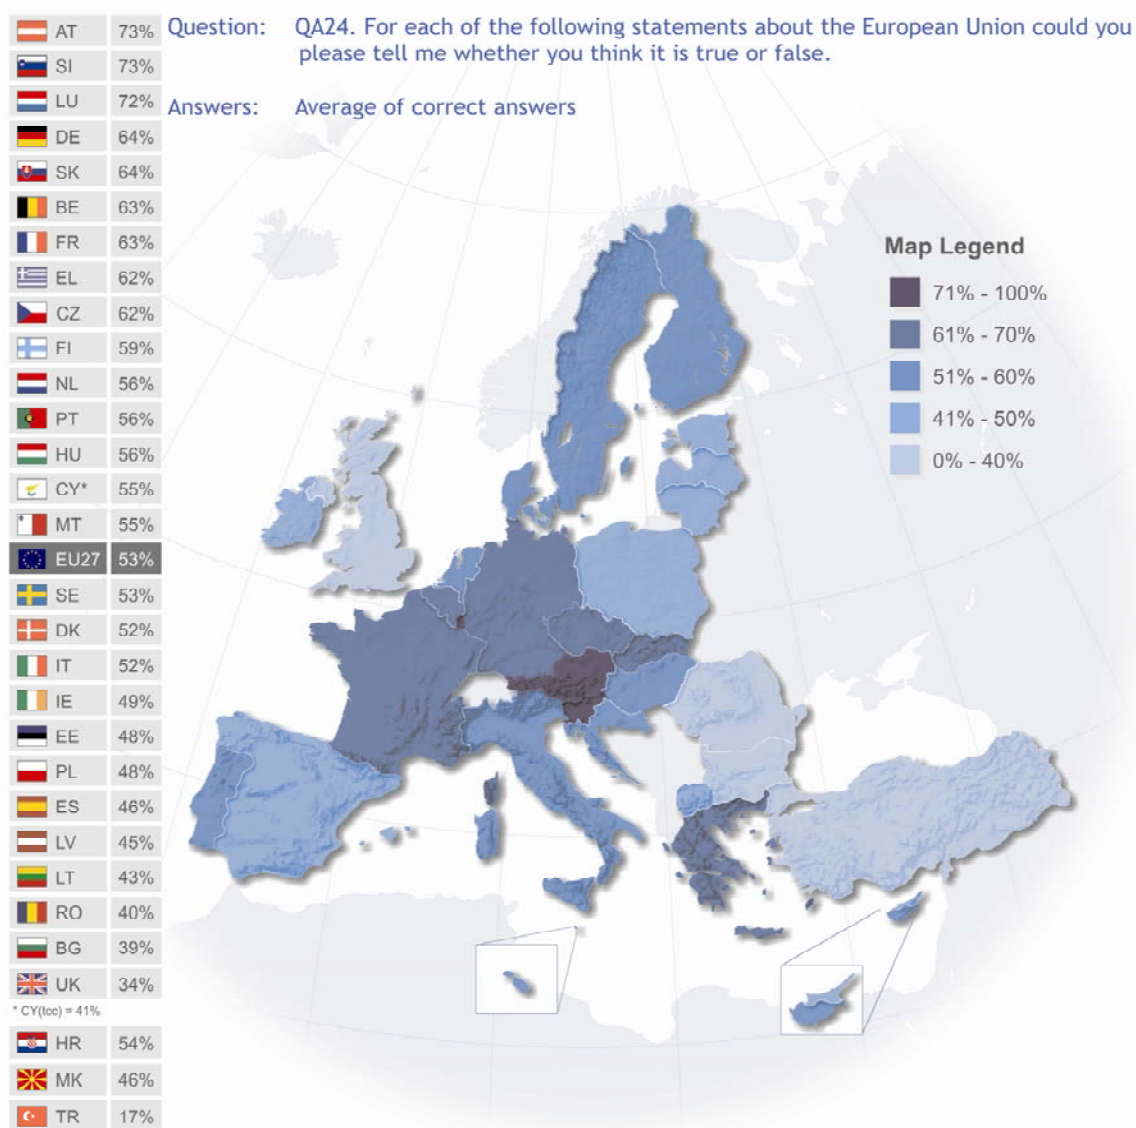 Question: QA24. For each of the following statements about the European Union could you
please tell me whether you think it is true or false.
Answers: Average of correct answers
AT 73%
SI 73%
LU 72%
DE 64%
SK 64%
BE 63%
FR 63%
EL 62%
CZ 62%
FI 59%
NL 56%
PT 56%
HU 56%
CY* 55%
MT 55%
EU27 53%
SE 53%
DK 52%
IT 52%
IE 49%
EE 48%
PL 48%
ES 46%
LV 45%
LT 43%
RO 40%
BG 39%
UK 34%
* CY(tcc) = 41%
HR 54%
MK 46%
TR 17%
Map Legend
71% - 100%
61% - 70%
51% - 60%
41% - 50%
0% - 40%